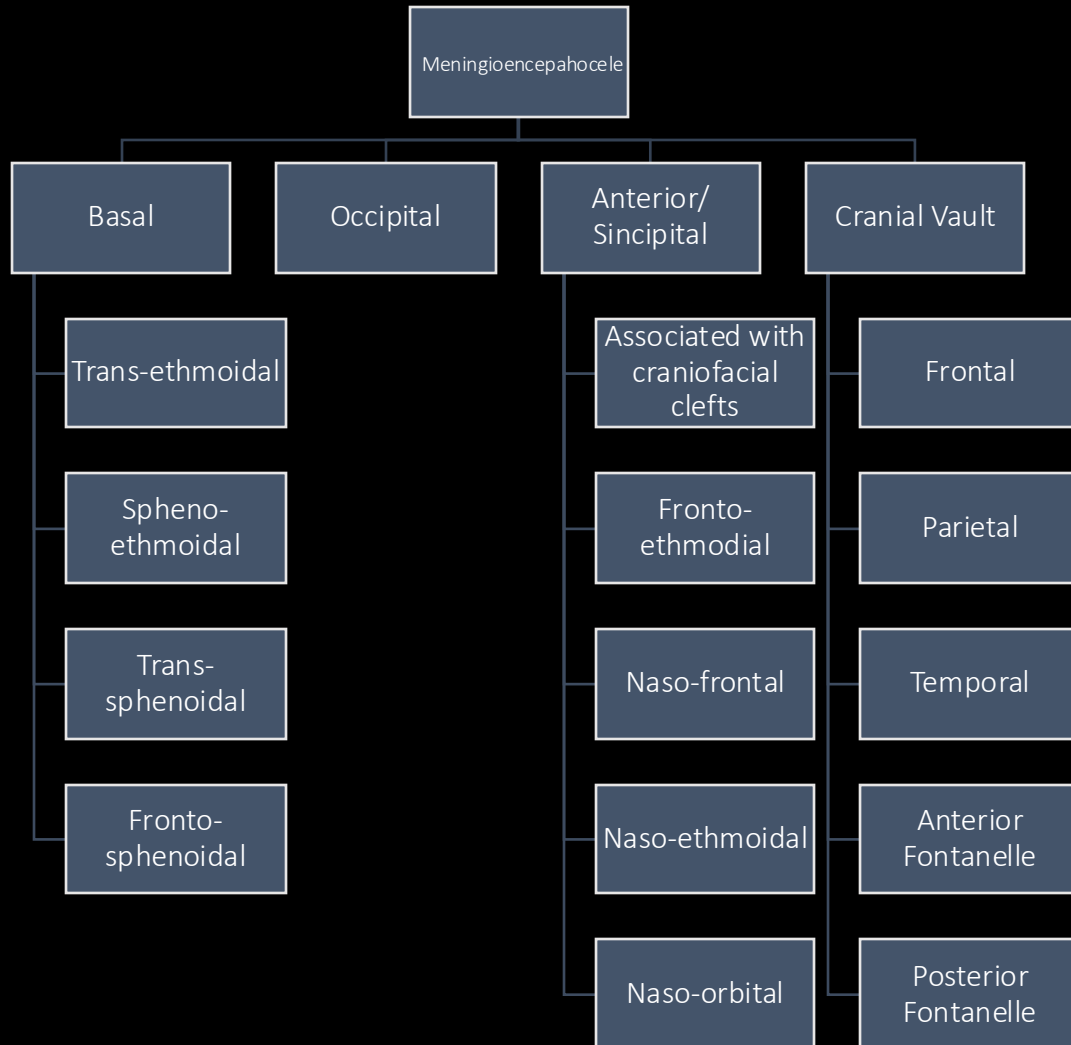 Meningioencepahocele
Basal
Occipital
Anterior/
Sincipital
Cranial Vault
Trans-ethmoidal
Spheno-
ethmoidal
Trans-
sphenoidal
Fronto-
sphenoidal
Associated with
craniofacial
clefts
Fronto-
ethmodial
Naso-frontal
Naso-ethmoidal
Naso-orbital
Frontal
Parietal
Temporal
Anterior
Fontanelle
Posterior
Fontanelle